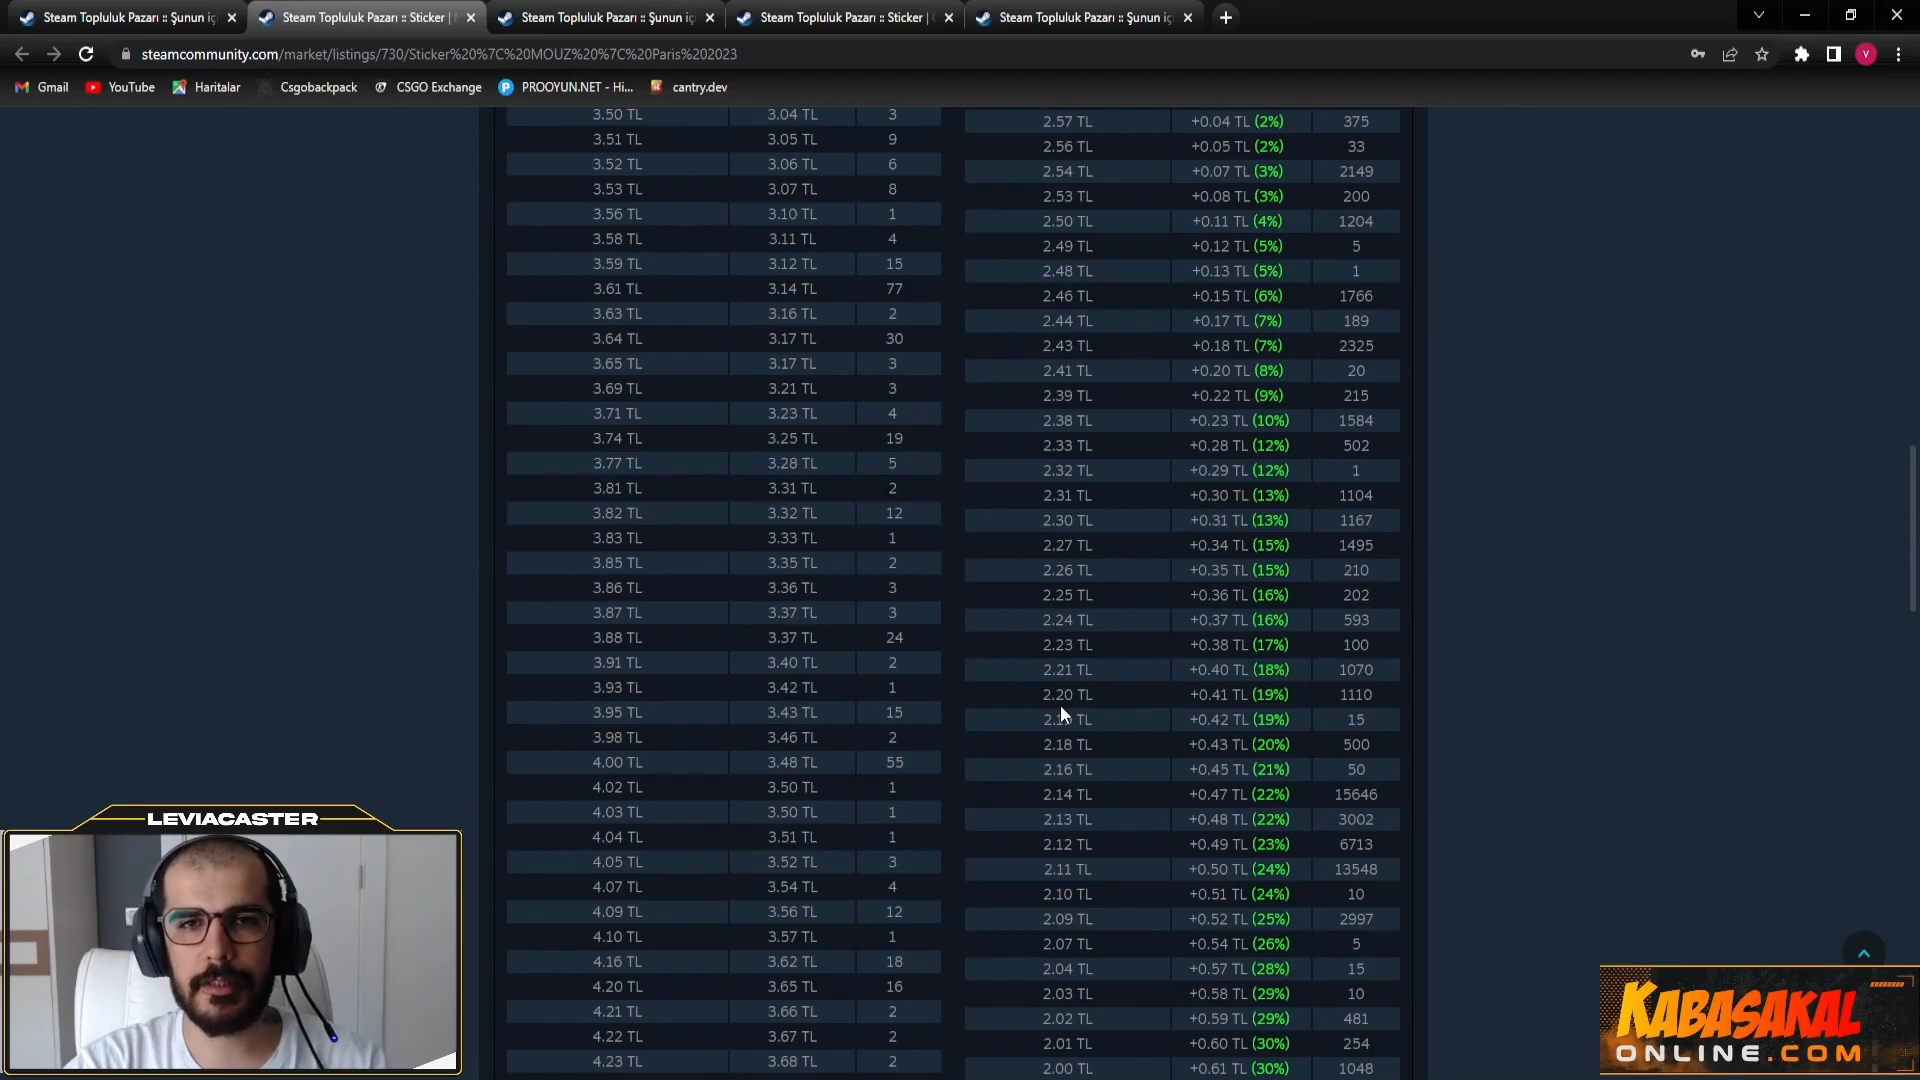 Steam Topluluk Pazarı :: Şunun iç
Steam Topluluk Pazarı :: Sticker |
Steam Topluluk Pazarı :: Şunun iç
Steam Topluluk Pazarı :: Sticker |
Steam Topluluk Pazarı :: Şunun iç
steamcommunity.com/market/listings/730/Sticker%20%7C%20MOUZ%20%7C%20Paris%202023
V
Gmail YouTube Haritalar Csgobackpack CSGO Exchange PROOYUN.NET - Hi... cantry.dev
3.50 TL 3.04 TL 3
3.51 TL 3.05 TL 9
3.52 TL 3.06 TL 6
3.53 TL 3.07 TL 8
3.56 TL 3.10 TL 1
3.58 TL 3.11 TL 4
3.59 TL 3.12 TL 15
3.61 TL 3.14 TL 77
3.63 TL 3.16 TL 2
3.64 TL 3.17 TL 30
3.65 TL 3.17 TL 3
3.69 TL 3.21 TL 3
3.71 TL 3.23 TL 4
3.74 TL 3.25 TL 19
3.77 TL 3.28 TL 5
3.81 TL 3.31 TL 2
3.82 TL 3.32 TL 12
3.83 TL 3.33 TL 1
3.85 TL 3.35 TL 2
3.86 TL 3.36 TL 3
3.87 TL 3.37 TL 3
3.88 TL 3.37 TL 24
3.91 TL 3.40 TL 2
3.93 TL 3.42 TL 1
3.95 TL 3.43 TL 15
3.98 TL 3.46 TL 2
4.00 TL 3.48 TL 55
4.02 TL 3.50 TL 1
4.03 TL 3.50 TL 1
4.04 TL 3.51 TL 1
4.05 TL 3.52 TL 3
4.07 TL 3.54 TL 4
4.09 TL 3.56 TL 12
4.10 TL 3.57 TL 1
4.16 TL 3.62 TL 18
4.20 TL 3.65 TL 16
4.21 TL 3.66 TL 2
4.22 TL 3.67 TL 2
4.23 TL 3.68 TL 2
2.57 TL +0.04 TL (2%) 375
2.56 TL +0.05 TL (2%) 33
2.54 TL +0.07 TL (3%) 2149
2.53 TL +0.08 TL (3%) 200
2.50 TL +0.11 TL (4%) 1204
2.49 TL +0.12 TL (5%) 5
2.48 TL +0.13 TL (5%) 1
2.46 TL +0.15 TL (6%) 1766
2.44 TL +0.17 TL (7%) 189
2.43 TL +0.18 TL (7%) 2325
2.41 TL +0.20 TL (8%) 20
2.39 TL +0.22 TL (9%) 215
2.38 TL +0.23 TL (10%) 1584
2.33 TL +0.28 TL (12%) 502
2.32 TL +0.29 TL (12%) 1
2.31 TL +0.30 TL (13%) 1104
2.30 TL +0.31 TL (13%) 1167
2.27 TL +0.34 TL (15%) 1495
2.26 TL +0.35 TL (15%) 210
2.25 TL +0.36 TL (16%) 202
2.24 TL +0.37 TL (16%) 593
2.23 TL +0.38 TL (17%) 100
2.21 TL +0.40 TL (18%) 1070
2.20 TL +0.41 TL (19%) 1110
TL +0.42 TL (19%) 15
2.18 TL +0.43 TL (20%) 500
2.16 TL +0.45 TL (21%) 50
2.14 TL +0.47 TL (22%) 15646
2.13 TL +0.48 TL (22%) 3002
2.12 TL +0.49 TL (23%) 6713
2.11 TL +0.50 TL (24%) 13548
2.10 TL +0.51 TL (24%) 10
2.09 TL +0.52 TL (25%) 2997
2.07 TL +0.54 TL (26%) 5
2.04 TL +0.57 TL (28%) 15
2.03 TL +0.58 TL (29%) 10
2.02 TL +0.59 TL (29%) 481
2.01 TL +0.60 TL (30%) 254
2.00 TL +0.61 TL (30%) 1048
LEVIACASTER
KABASAKAL
ONLINE.COM